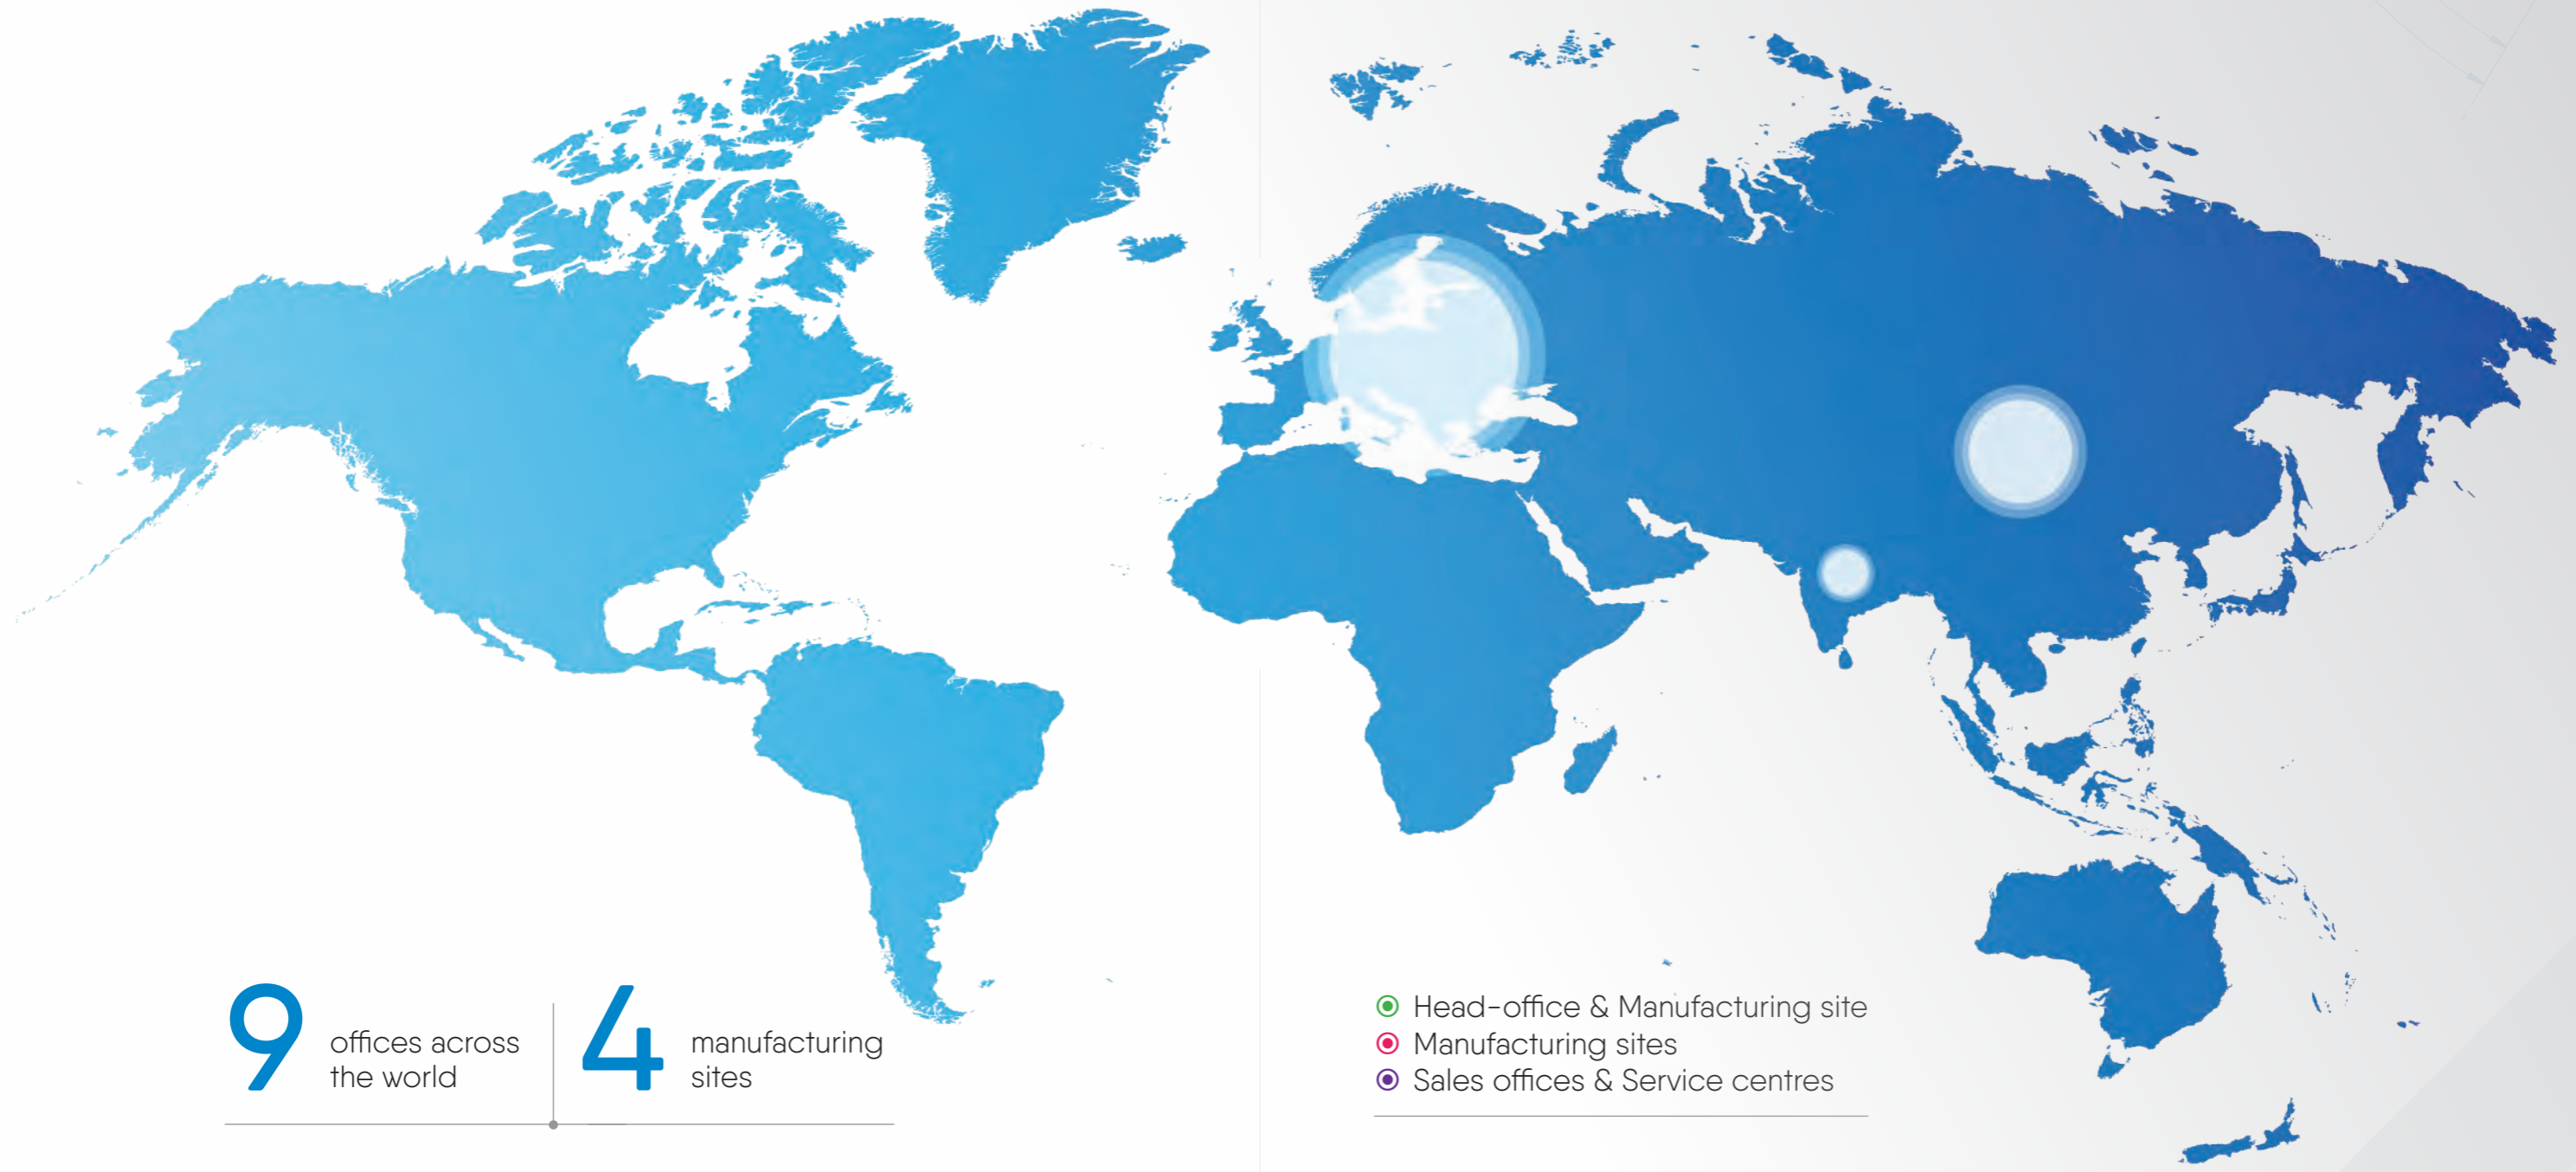 9 offices across
the world
4 manufacturing
sites
Head-office & Manufacturing site
Manufacturing sites
Sales offices & Service centres